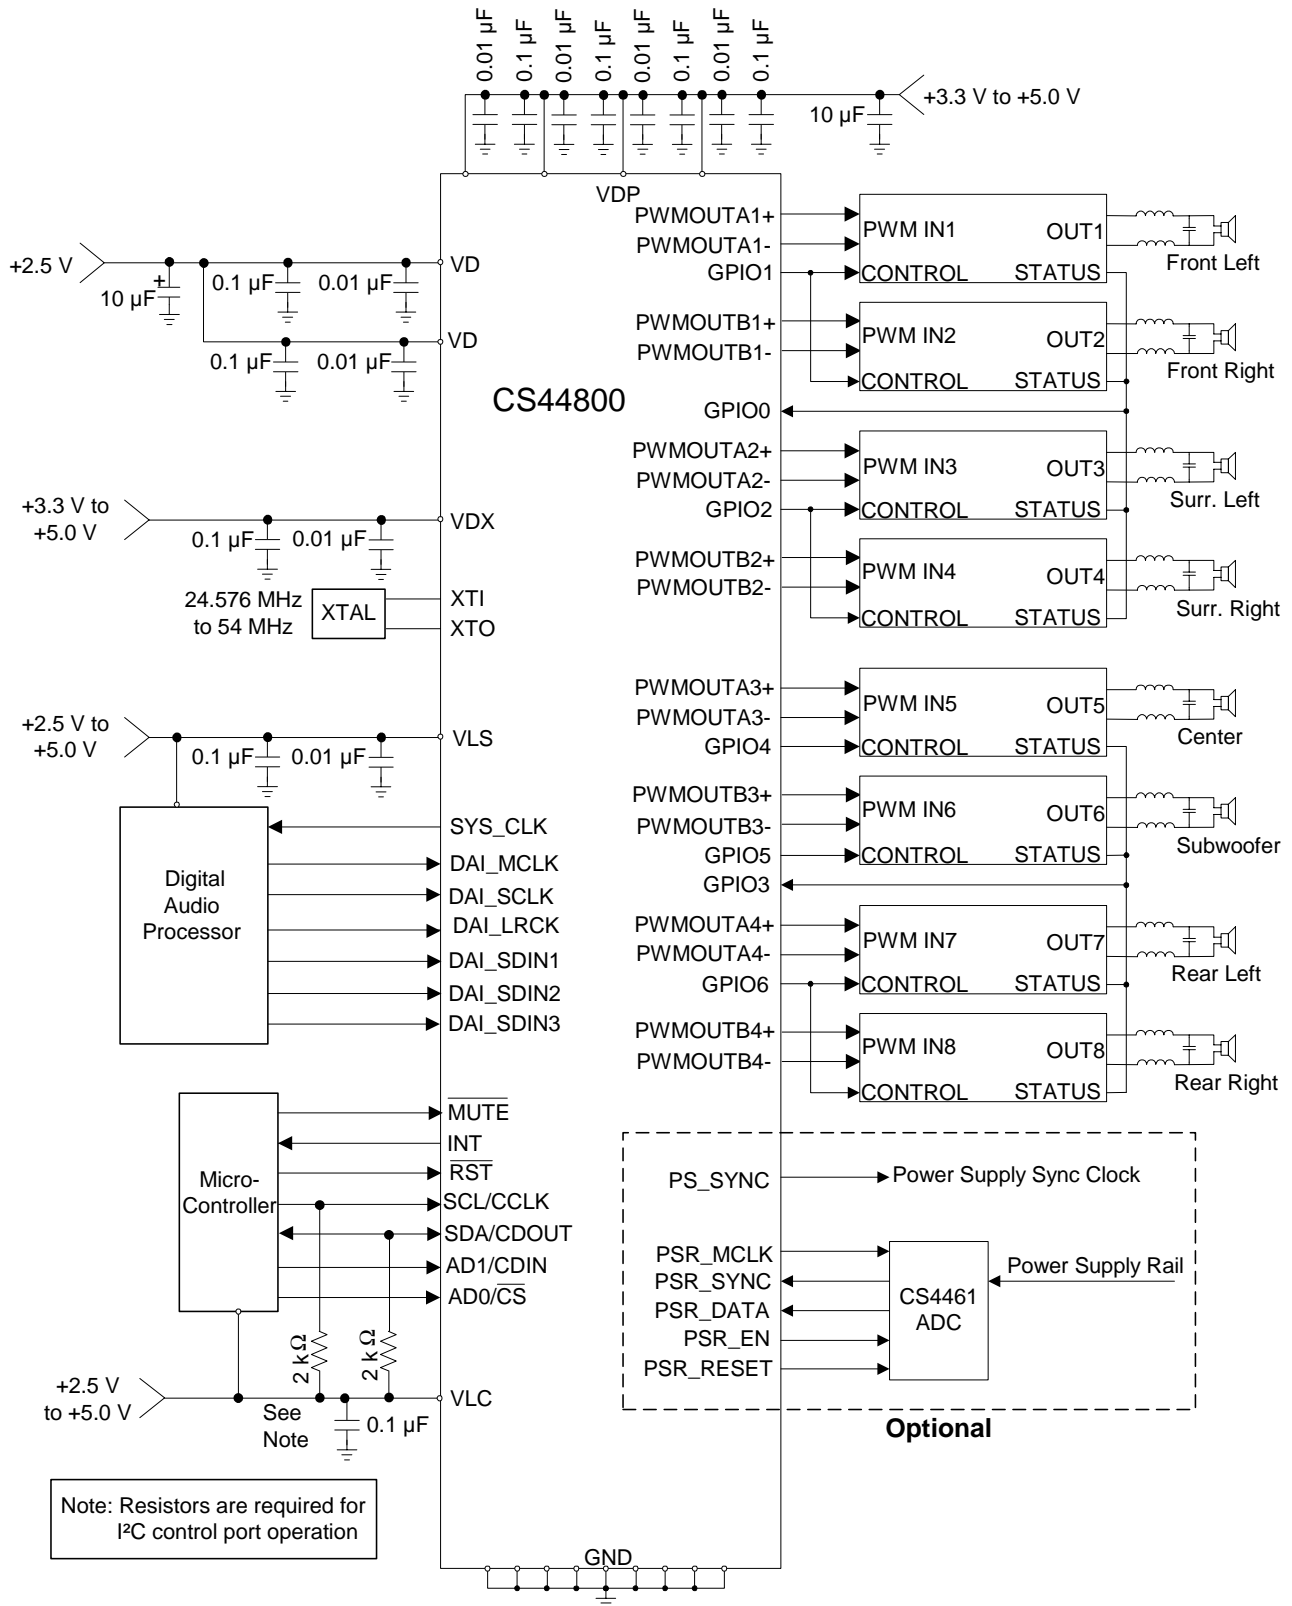 0.01 µF
0.1 µF
0.01 µF
0.1 µF
0.01 µF
0.1 µF
0.01 µF
0.1 µF
10 µF
+3.3 V to +5.0 V
VDP
+2.5 V
10 µF
+
0.1 µF
0.01 µF
VD
0.1 µF
0.01 µF
VD
CS44800
+3.3 V to
+5.0 V
0.1 µF
0.01 µF
VDX
24.576 MHz
to 54 MHz
XTAL
XTI
XTO
+2.5 V to
+5.0 V
0.1 µF
0.01 µF
VLS
Digital
Audio
Processor
SYS_CLK
DAI_MCLK
DAI_SCLK
DAI_LRCK
DAI_SDIN1
DAI_SDIN2
DAI_SDIN3
Micro-
Controller
MUTE
INT
RST
SCL/CCLK
SDA/CDOUT
AD1/CDIN
AD0/CS
2 kΩ
2 kΩ
+2.5 V
to +5.0 V
See
Note
0.1 µF
VLC
Note: Resistors are required for
I²C control port operation
GND
PWMOUTA1+
PWMOUTA1-
GPIO1
PWM IN1
OUT1
CONTROL
STATUS
Front Left
PWMOUTB1+
PWMOUTB1-
PWM IN2
OUT2
CONTROL
STATUS
Front Right
GPIO0
PWMOUTA2+
PWMOUTA2-
GPIO2
PWM IN3
OUT3
CONTROL
STATUS
Surr. Left
PWMOUTB2+
PWMOUTB2-
PWM IN4
OUT4
CONTROL
STATUS
Surr. Right
PWMOUTA3+
PWMOUTA3-
GPIO4
PWM IN5
OUT5
CONTROL
STATUS
Center
PWMOUTB3+
PWMOUTB3-
GPIO5
PWM IN6
OUT6
CONTROL
STATUS
Subwoofer
GPIO3
PWMOUTA4+
PWMOUTA4-
GPIO6
PWM IN7
OUT7
CONTROL
STATUS
Rear Left
PWMOUTB4+
PWMOUTB4-
PWM IN8
OUT8
CONTROL
STATUS
Rear Right
PS_SYNC
Power Supply Sync Clock
PSR_MCLK
PSR_SYNC
PSR_DATA
PSR_EN
PSR_RESET
CS4461
ADC
Power Supply Rail
Optional